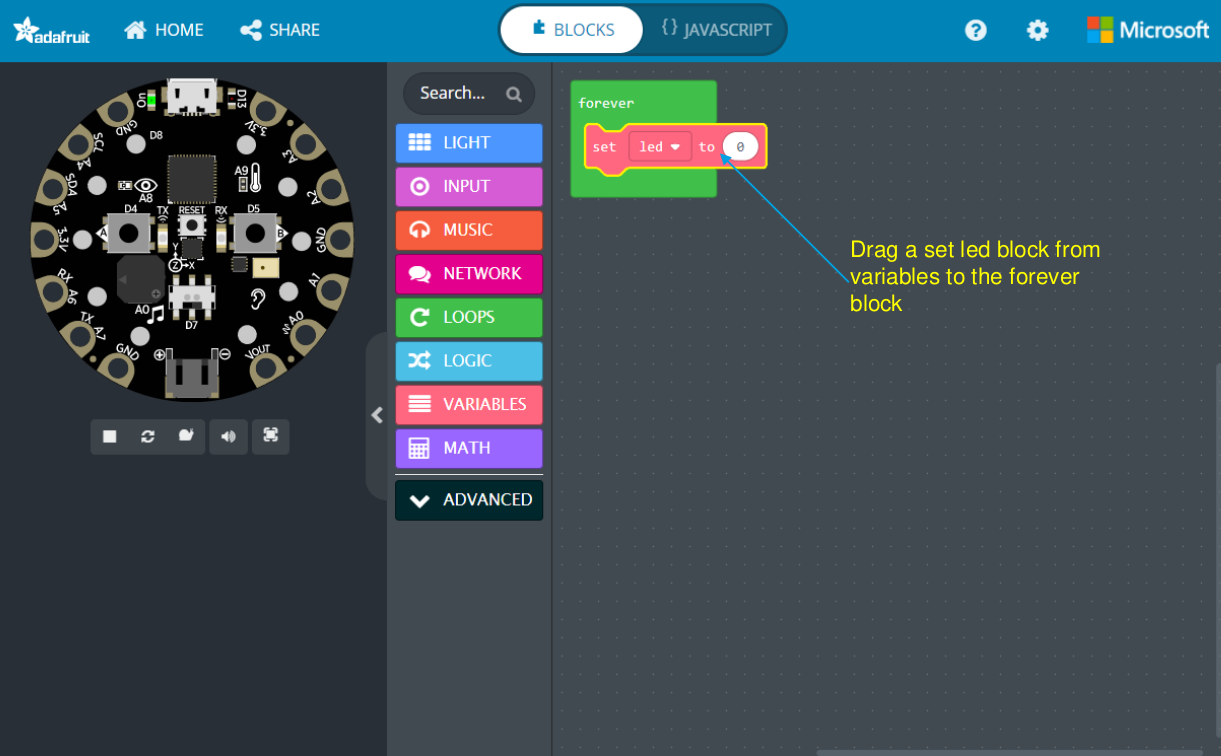 adafruit
HOME
SHARE
BLOCKS
{} JAVASCRIPT
?
Microsoft
Search...
LIGHT
INPUT
MUSIC
NETWORK
LOOPS
LOGIC
VARIABLES
MATH
ADVANCED
forever
set led to 0
Drag a set led block from
variables to the forever
block
ON
D13
GND
D8
3.3V
SCL
A4
A3
SDA
A5
A8
A9
A2
D4
TX
RESET
RX
D5
3.3V
A
B
GND
Y
Z
X
RX
A6
A0
D7
A1
TX
A7
A0
GND
VOUT